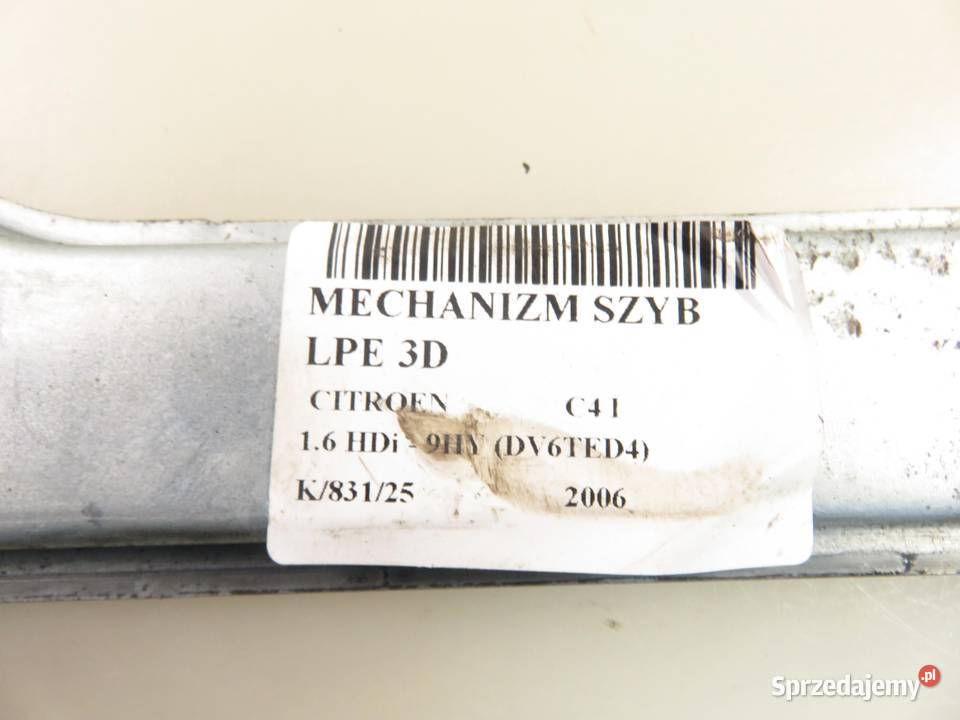 MECHANIZM SZYB
LPE 3D
CITROEN C4 I
1.6 HDi - 9HY (DV6TED4)
K/831/25 2006
Sprzedajemy.pl